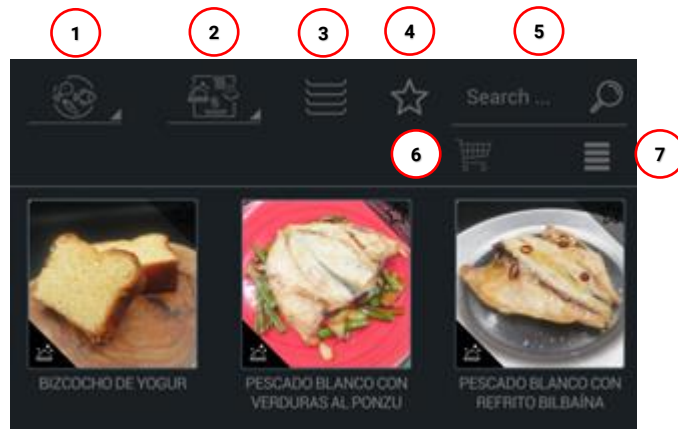 1
2
3
4
5
Search ...
6
7
BIZCOCHO DE YOGUR
PESCADO BLANCO CON
VERDURAS AL PONZU
PESCADO BLANCO CON
REFRITO BILBAÍNA